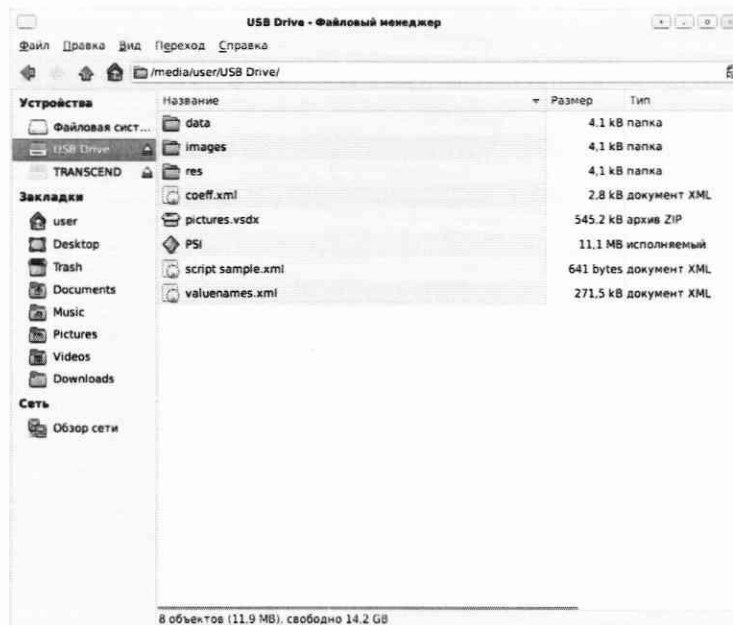 USB Drive - Файловый менеджер
Файл Правка Вид Переход Справка
/media/user/USB Drive/
Устройства
Файловая сист...
USB Drive
TRANSCEND
Закладки
user
Desktop
Trash
Documents
Music
Pictures
Videos
Downloads
Сеть
Обзор сети
Название Размер Тип
data 4,1 kB папка
images 4,1 kB папка
res 4,1 kB папка
coeff.xml 2,8 kB документ XML
pictures.vsdx 545,2 kB архив ZIP
PSI 11,1 MB исполняемый
script sample.xml 641 bytes документ XML
valuenames.xml 271,5 kB документ XML
8 объектов (11,9 MB), свободно 14,2 GB